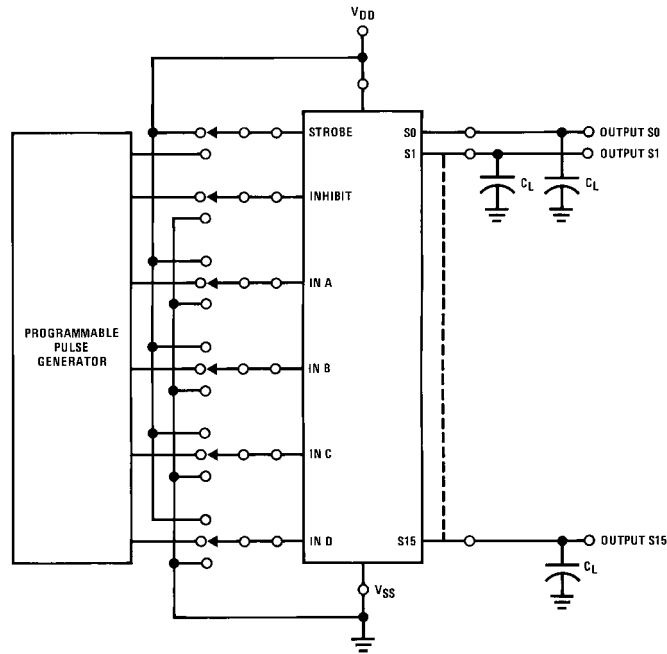 VDD
STROBE
S0
OUTPUT S0
S1
OUTPUT S1
INHIBIT
CL
CL
IN A
PROGRAMMABLE
PULSE
GENERATOR
IN B
IN C
IN D
S15
OUTPUT S15
CL
VSS